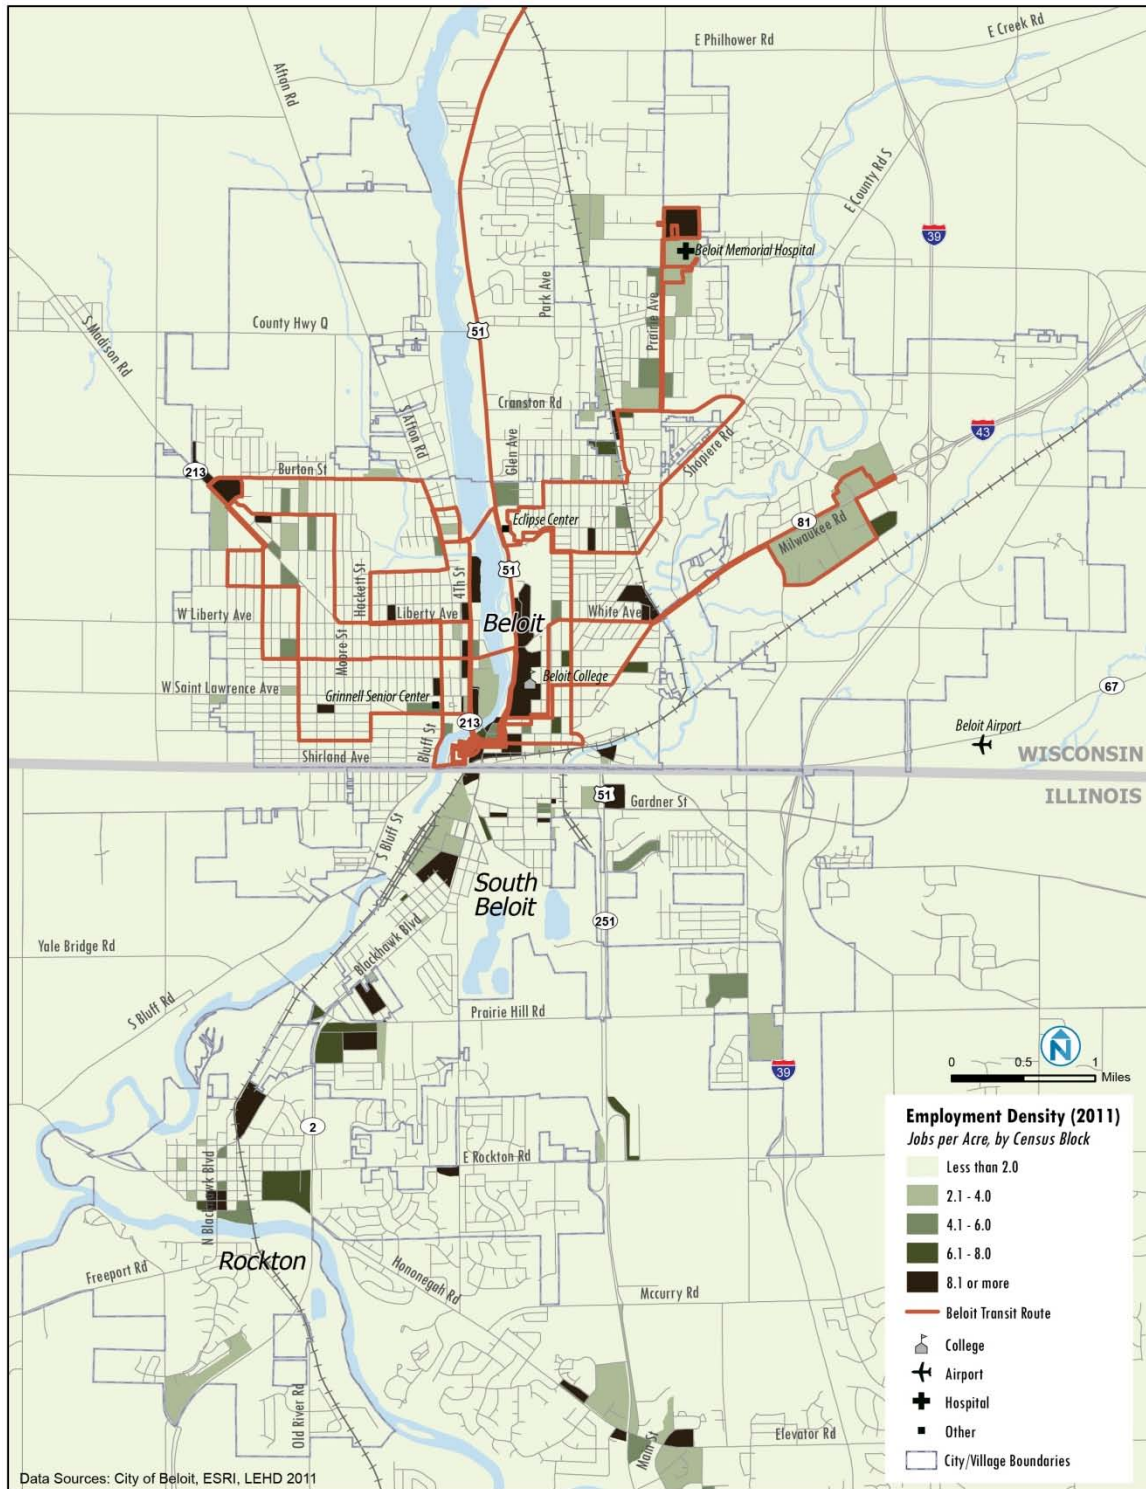 E Philhower Rd
E Creek Rd
Afton Rd
E County Rd S
39
Beloit Memorial Hospital
Park Ave
Prairie Ave
S Madison Rd
County Hwy Q
51
43
Cranston Rd
S Afton Rd
Glen Ave
Shopiere Rd
213
Burton St
Eclipse Center
81
Milwaukee Rd
51
Hackett St
4Th St
W Liberty Ave
Liberty Ave
White Ave
Beloit
Moore St
Beloit College
W Saint Lawrence Ave
Grinnell Senior Center
67
213
Bluff St
Beloit Airport
Shirland Ave
WISCONSIN
ILLINOIS
51
Gardner St
S Bluff St
South
Beloit
251
Blackhawk Blvd
Yale Bridge Rd
S Bluff Rd
Prairie Hill Rd
N
0 0.5 1
Miles
39
2
E Rockton Rd
N Blackhawk Blvd
Rockton
Freeport Rd
Hononegah Rd
Mccurry Rd
Old River Rd
Main St
Elevator Rd
Employment Density (2011)
Jobs per Acre, by Census Block
Less than 2.0
2.1 - 4.0
4.1 - 6.0
6.1 - 8.0
8.1 or more
Beloit Transit Route
College
Airport
Hospital
Other
City/Village Boundaries
Data Sources: City of Beloit, ESRI, LEHD 2011